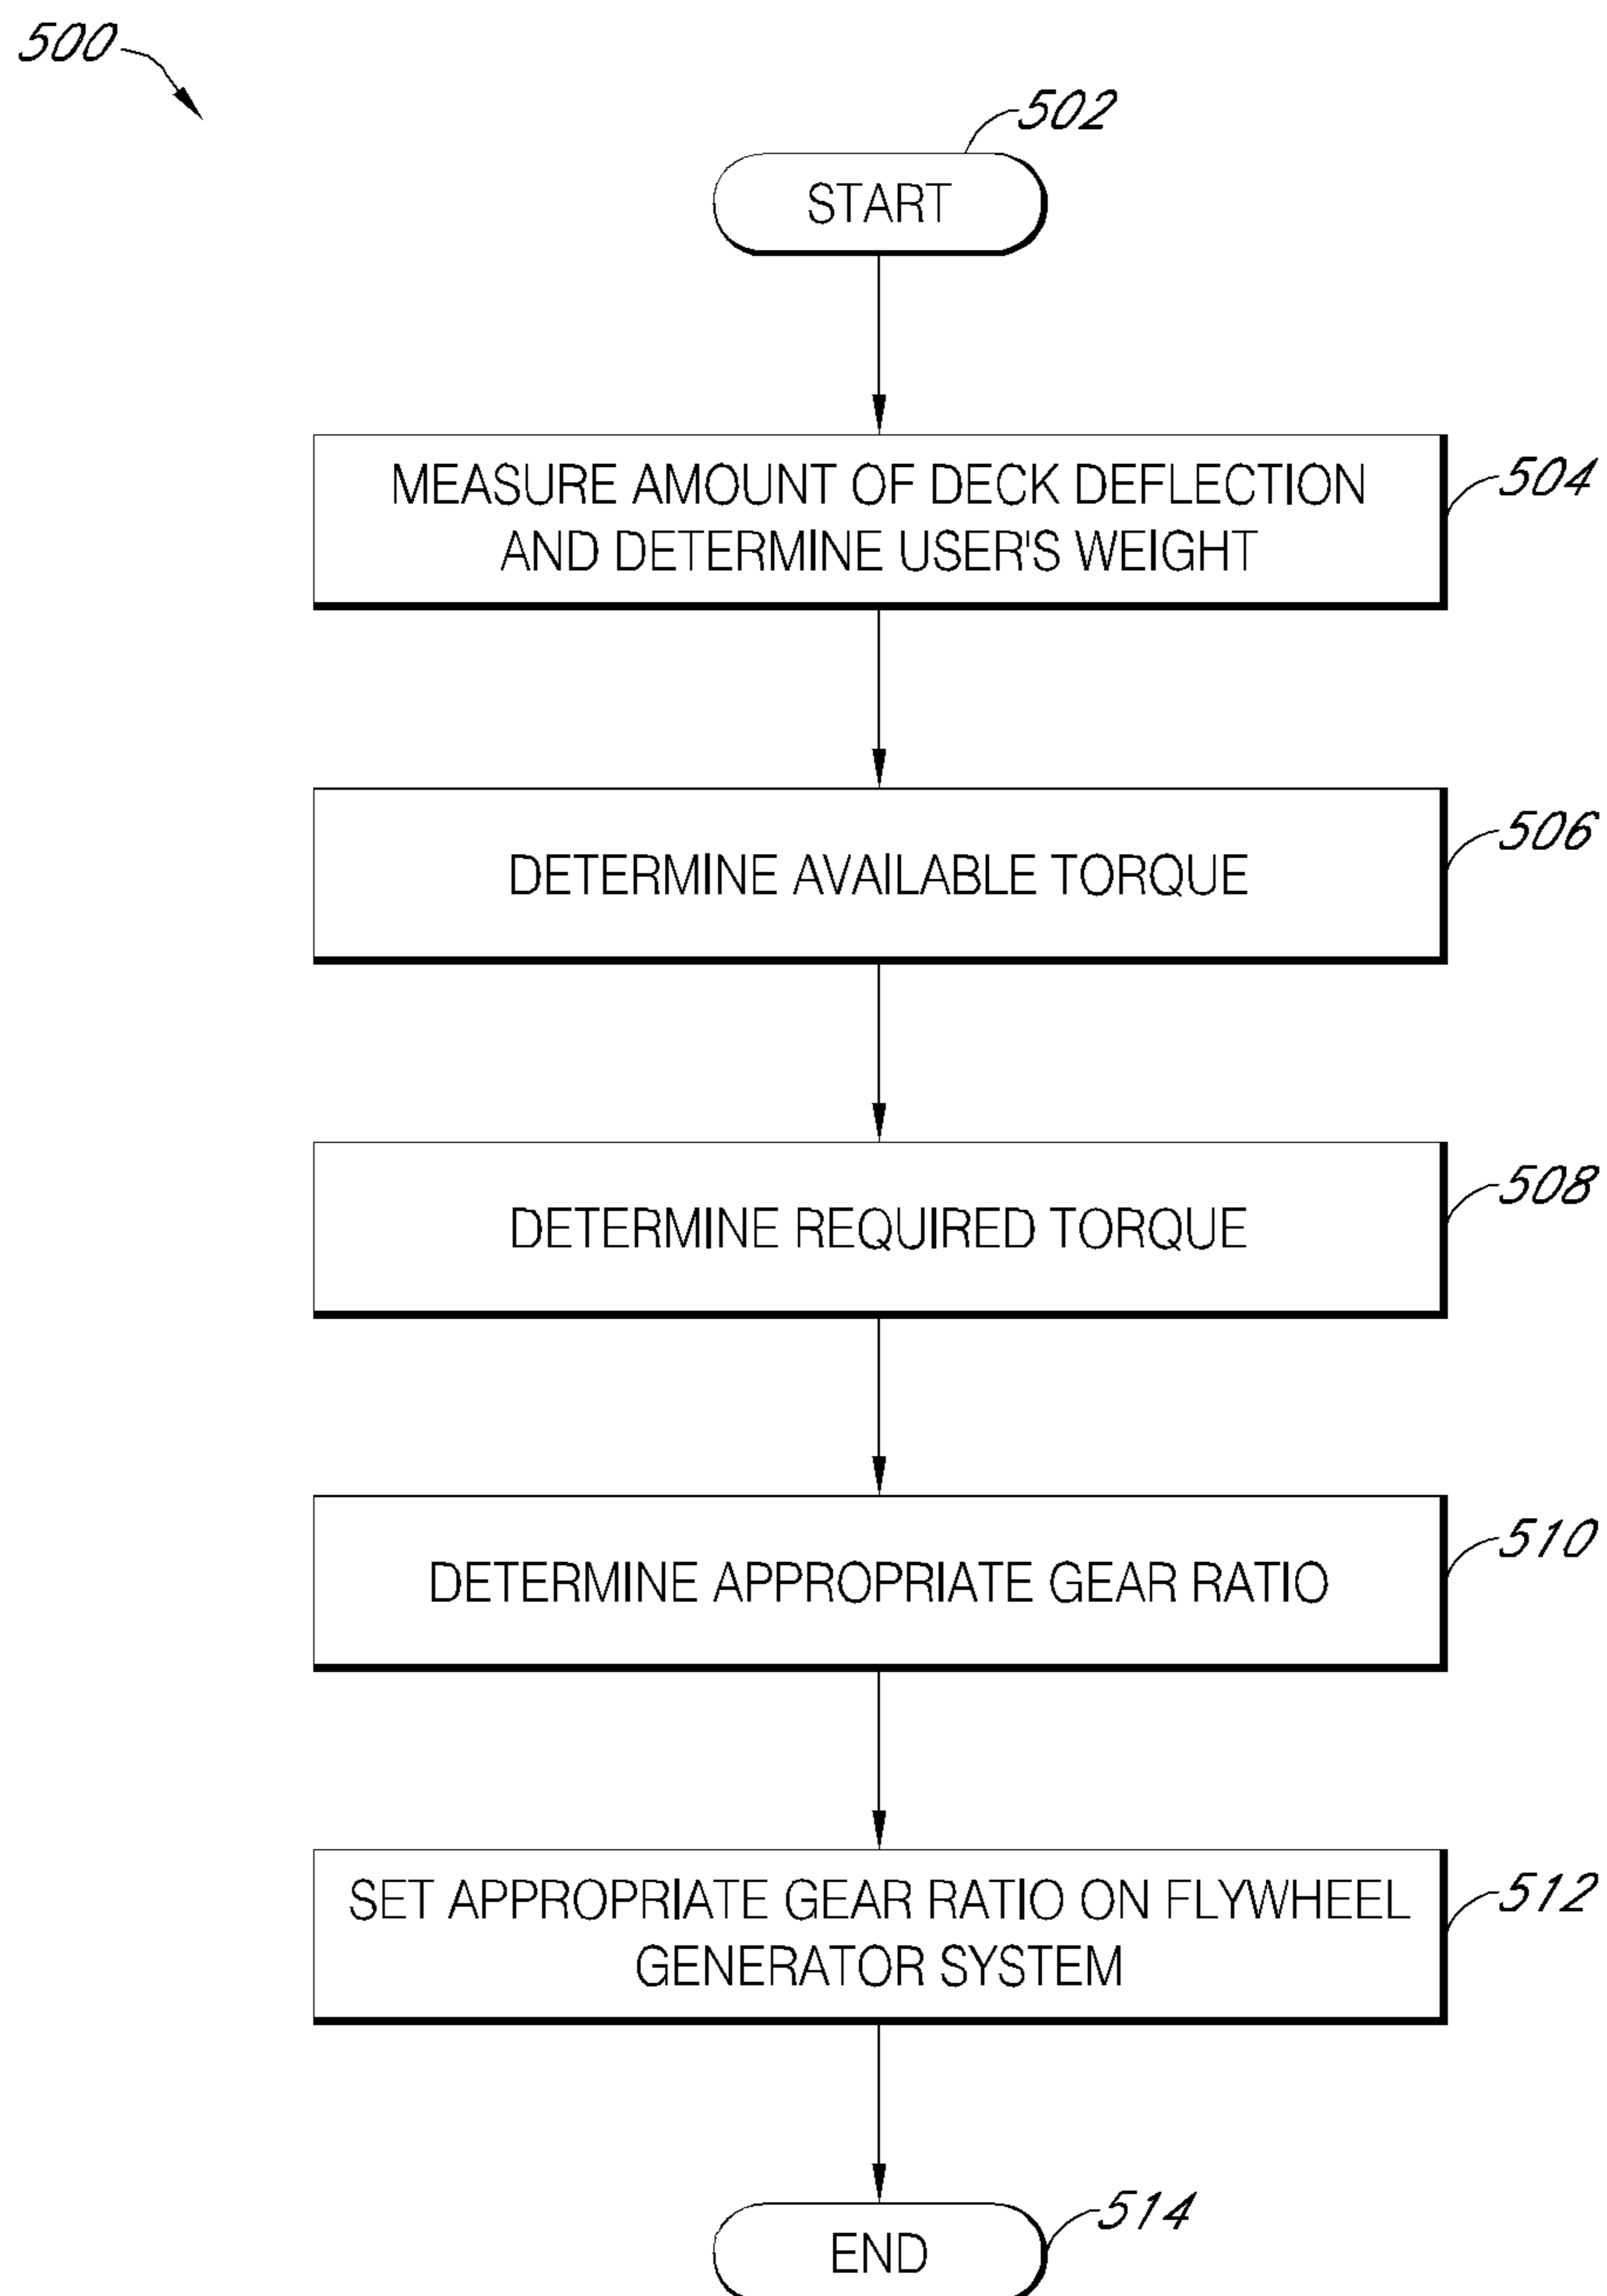 500
502
START
MEASURE AMOUNT OF DECK DEFLECTION
AND DETERMINE USER'S WEIGHT
504
DETERMINE AVAILABLE TORQUE
506
DETERMINE REQUIRED TORQUE
508
DETERMINE APPROPRIATE GEAR RATIO
510
SET APPROPRIATE GEAR RATIO ON FLYWHEEL
GENERATOR SYSTEM
512
END
514